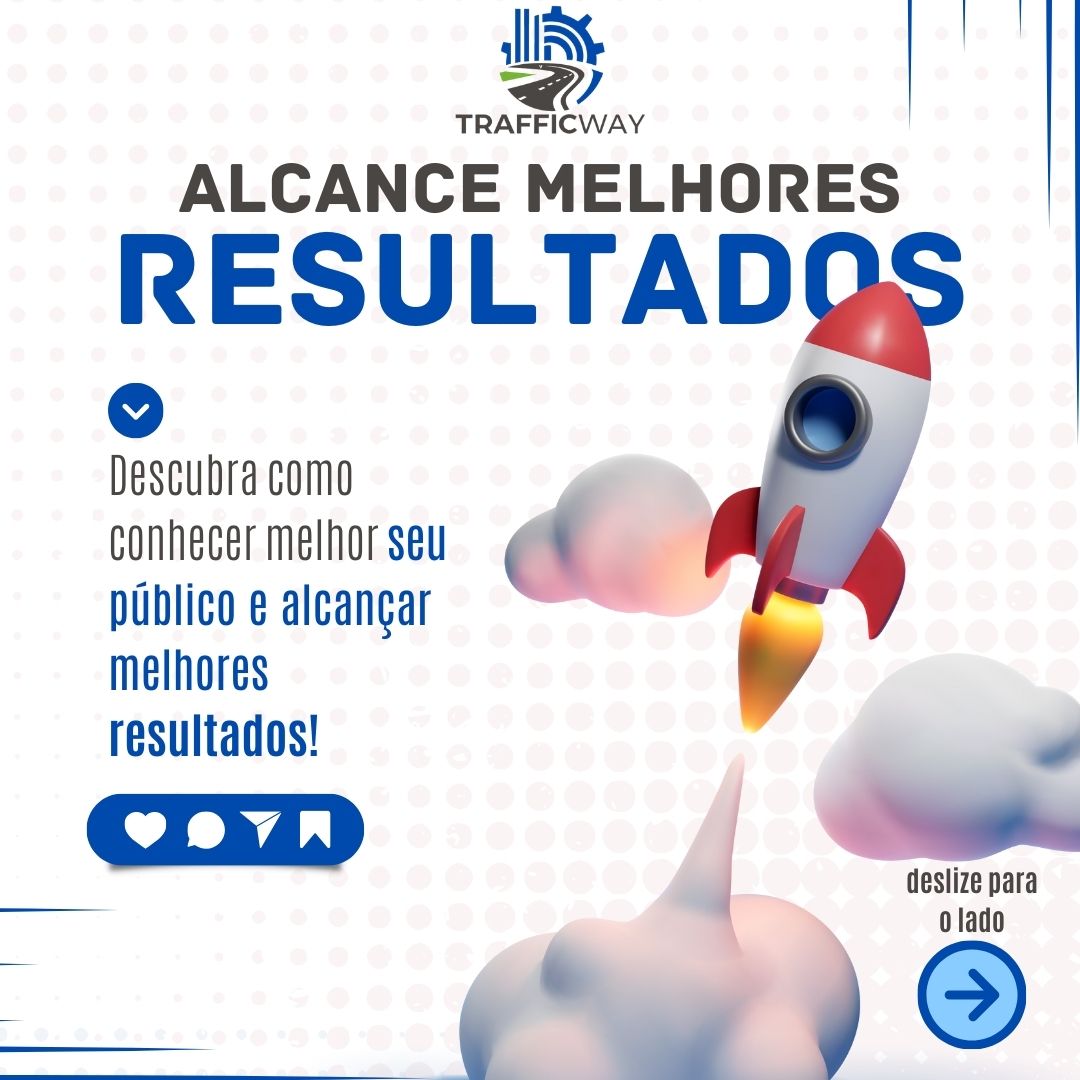 TRAFFICWAY
ALCANCE MELHORES
RESULTADOS
Descubra como
conhecer melhor seu
público e alcançar
melhores
resultados!
deslize para
o lado